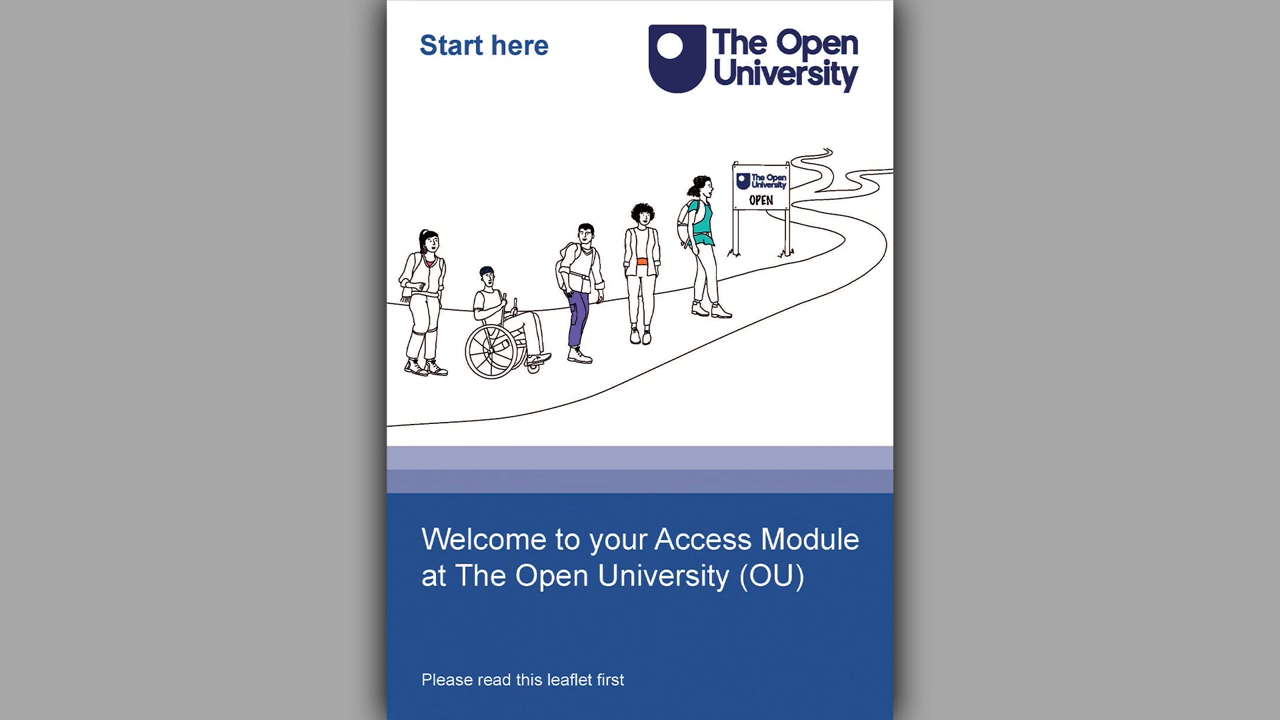 Start here
The Open
University
The Open
University
OPEN
Welcome to your Access Module
at The Open University (OU)
Please read this leaflet first